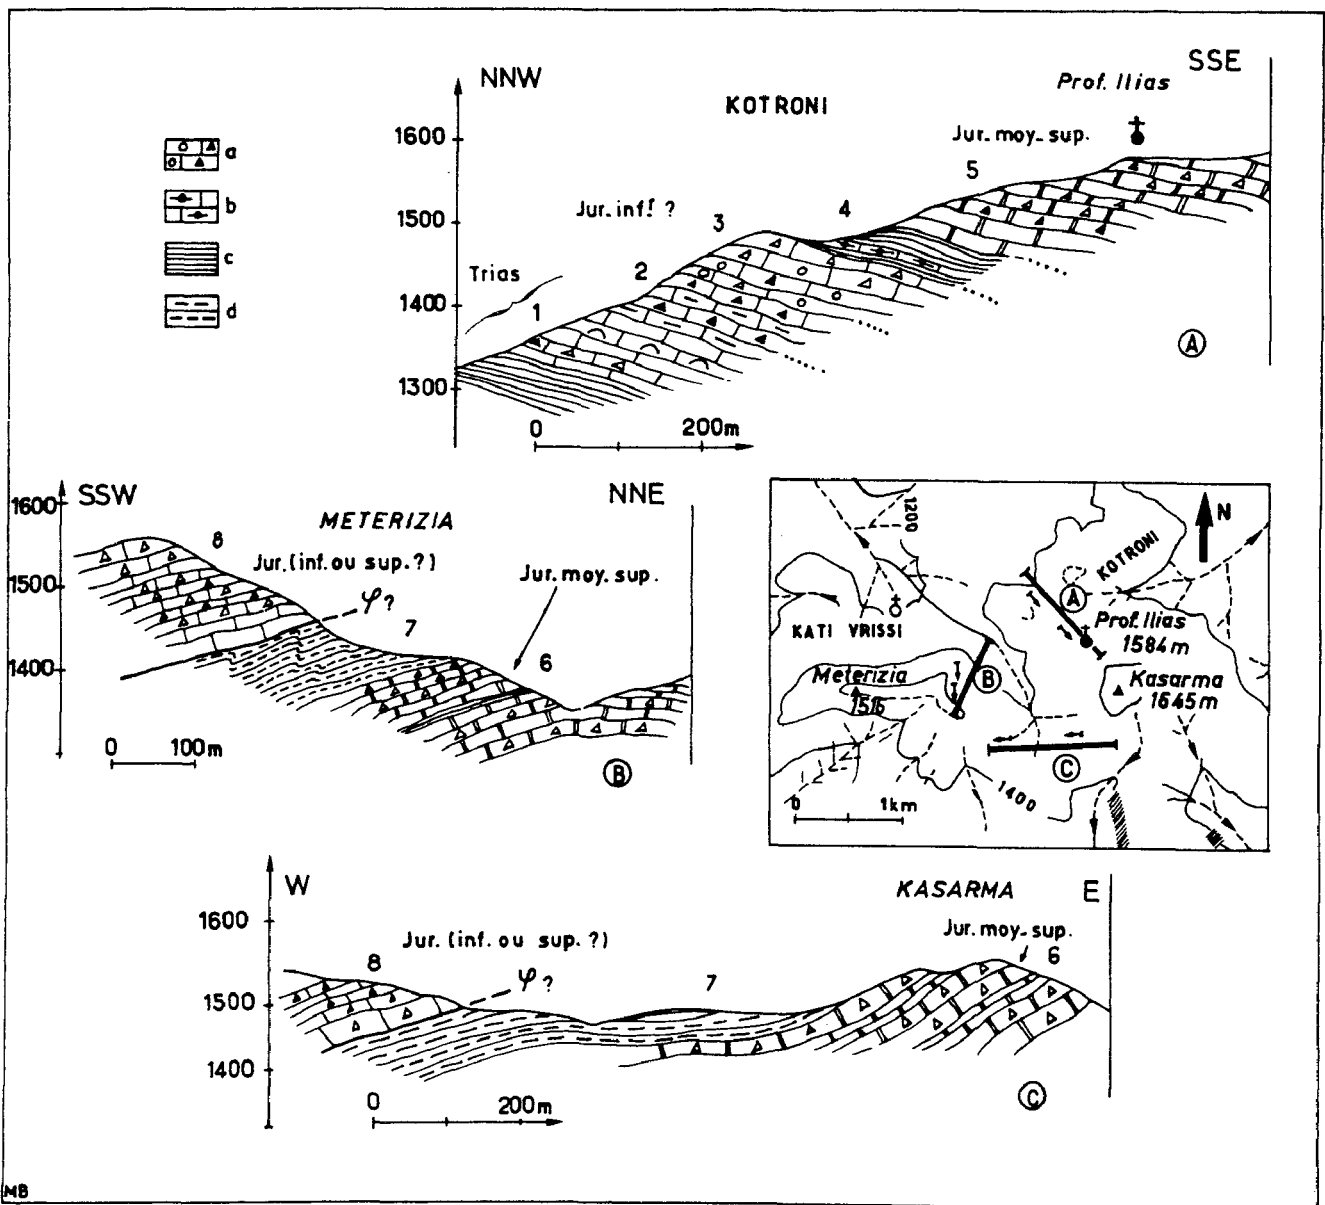 NNW
SSE
Prof. Ilias
KOTRONI
1600
Jur. moy. sup.
a
5
b
1500
Jur. inf. ?
4
3
c
Trias
2
d
1400
1
A
1300
0 200m
SSW
NNE
1600
METERIZIA
8
Jur. (inf. ou sup. ?)
Jur. moy. sup.
1500
φ ?
7
6
1400
0 100m
B
1200
N
KOTRONI
A
KATI VRISSI
Prof. Ilias
1584 m
Meterizia
1516
B
Kasarma
1645 m
C
1400
0 1km
W
KASARMA
E
1600
Jur. moy. sup.
Jur. (inf. ou sup. ?)
8
6
φ ?
7
1500
1400
0 200m
C
MB